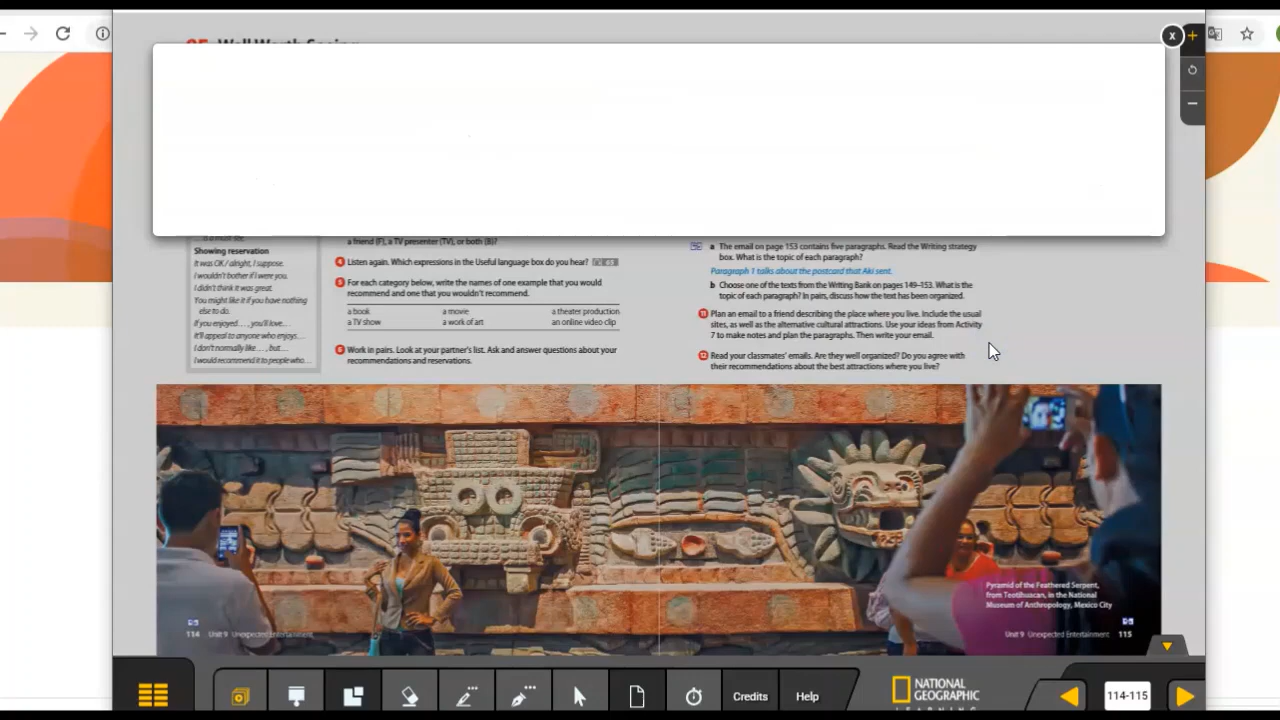 a friend (F), a TV presenter (TV), or both (B)?
Showing reservation
It was OK / alright, I suppose.
I wouldn't bother if I were you.
I didn't think it was great.
You might like it if you have nothing
else to do.
If you enjoyed . . . , you'll love. . .
It'll appeal to anyone who enjoys. . .
I don't normally like . . . , but. . .
I would recommend it to people who. . .
4 Listen again. Which expressions in the Useful language box do you hear?
5 For each category below, write the names of one example that you would
recommend and one that you wouldn't recommend.
a book a movie a theater production
a TV show a work of art an online video clip
6 Work in pairs. Look at your partner's list. Ask and answer questions about your
recommendations and reservations.
a The email on page 153 contains five paragraphs. Read the Writing strategy
box. What is the topic of each paragraph?
Paragraph 1 talks about the postcard that Aki sent.
b Choose one of the texts from the Writing Bank on pages 149–153. What is the
topic of each paragraph? In pairs, discuss how the text has been organized.
11 Plan an email to a friend describing the place where you live. Include the usual
sites, as well as the alternative cultural attractions. Use your ideas from Activity
7 to make notes and plan the paragraphs. Then write your email.
12 Read your classmates' emails. Are they well organized? Do you agree with
their recommendations about the best attractions where you live?
Pyramid of the Feathered Serpent,
from Teotihuacan, in the National
Museum of Anthropology, Mexico City
114 Unit 9 Unexpected Entertainment
Unit 9 Unexpected Entertainment 115
Credits
Help
NATIONAL
GEOGRAPHIC
LEARNING
114-115